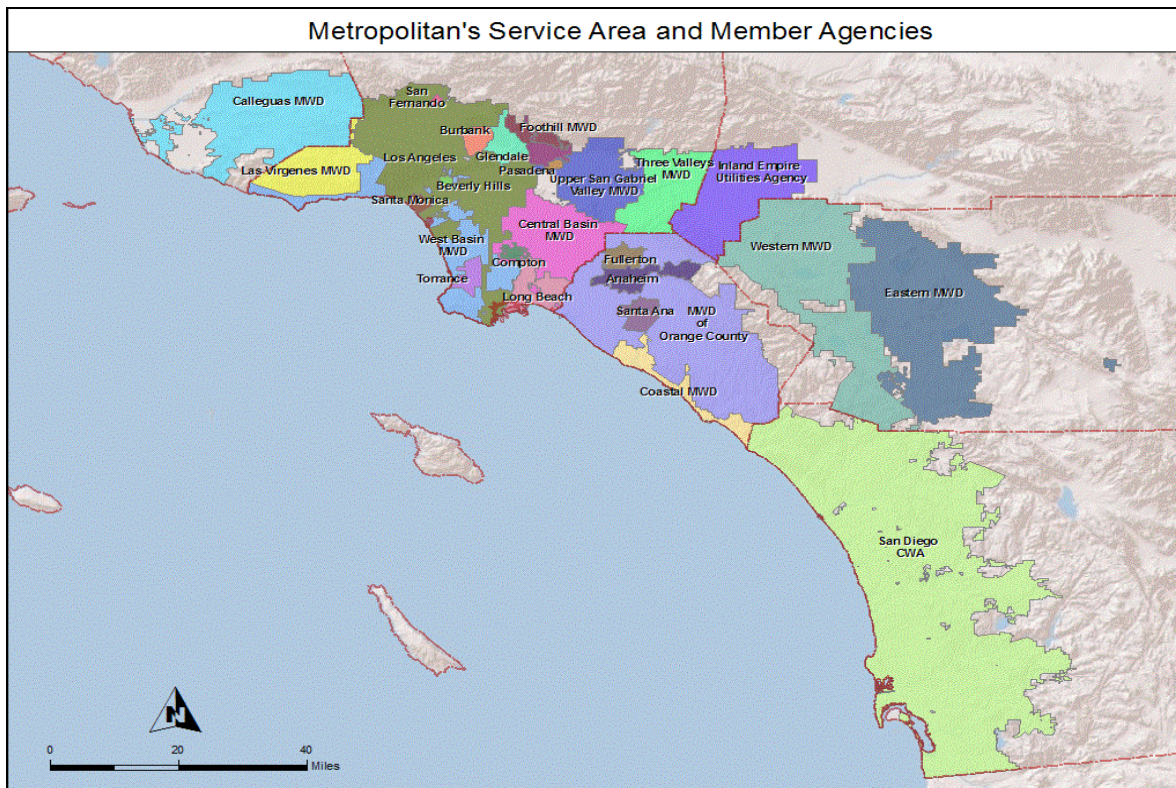 Metropolitan's Service Area and Member Agencies
Calleguas MWD
San
Fernando
Burbank
Foothill MWD
Las-Virgenes MWD
Los Angeles
Glendale
Pasadena
Three Valleys
MWD
Inland Empire
Utilities Agency
Upper San Gabriel
Valley MWD
Beverly Hills
Santa Monica
Central Basin
MWD
West Basin
MWD
Western MWD
Fullerton
Compton
Torrance
Anaheim
Eastern MWD
Long Beach
Santa Ana
MWD
of
Orange County
Coastal MWD
San Diego
CWA
N
0
20
40
Miles